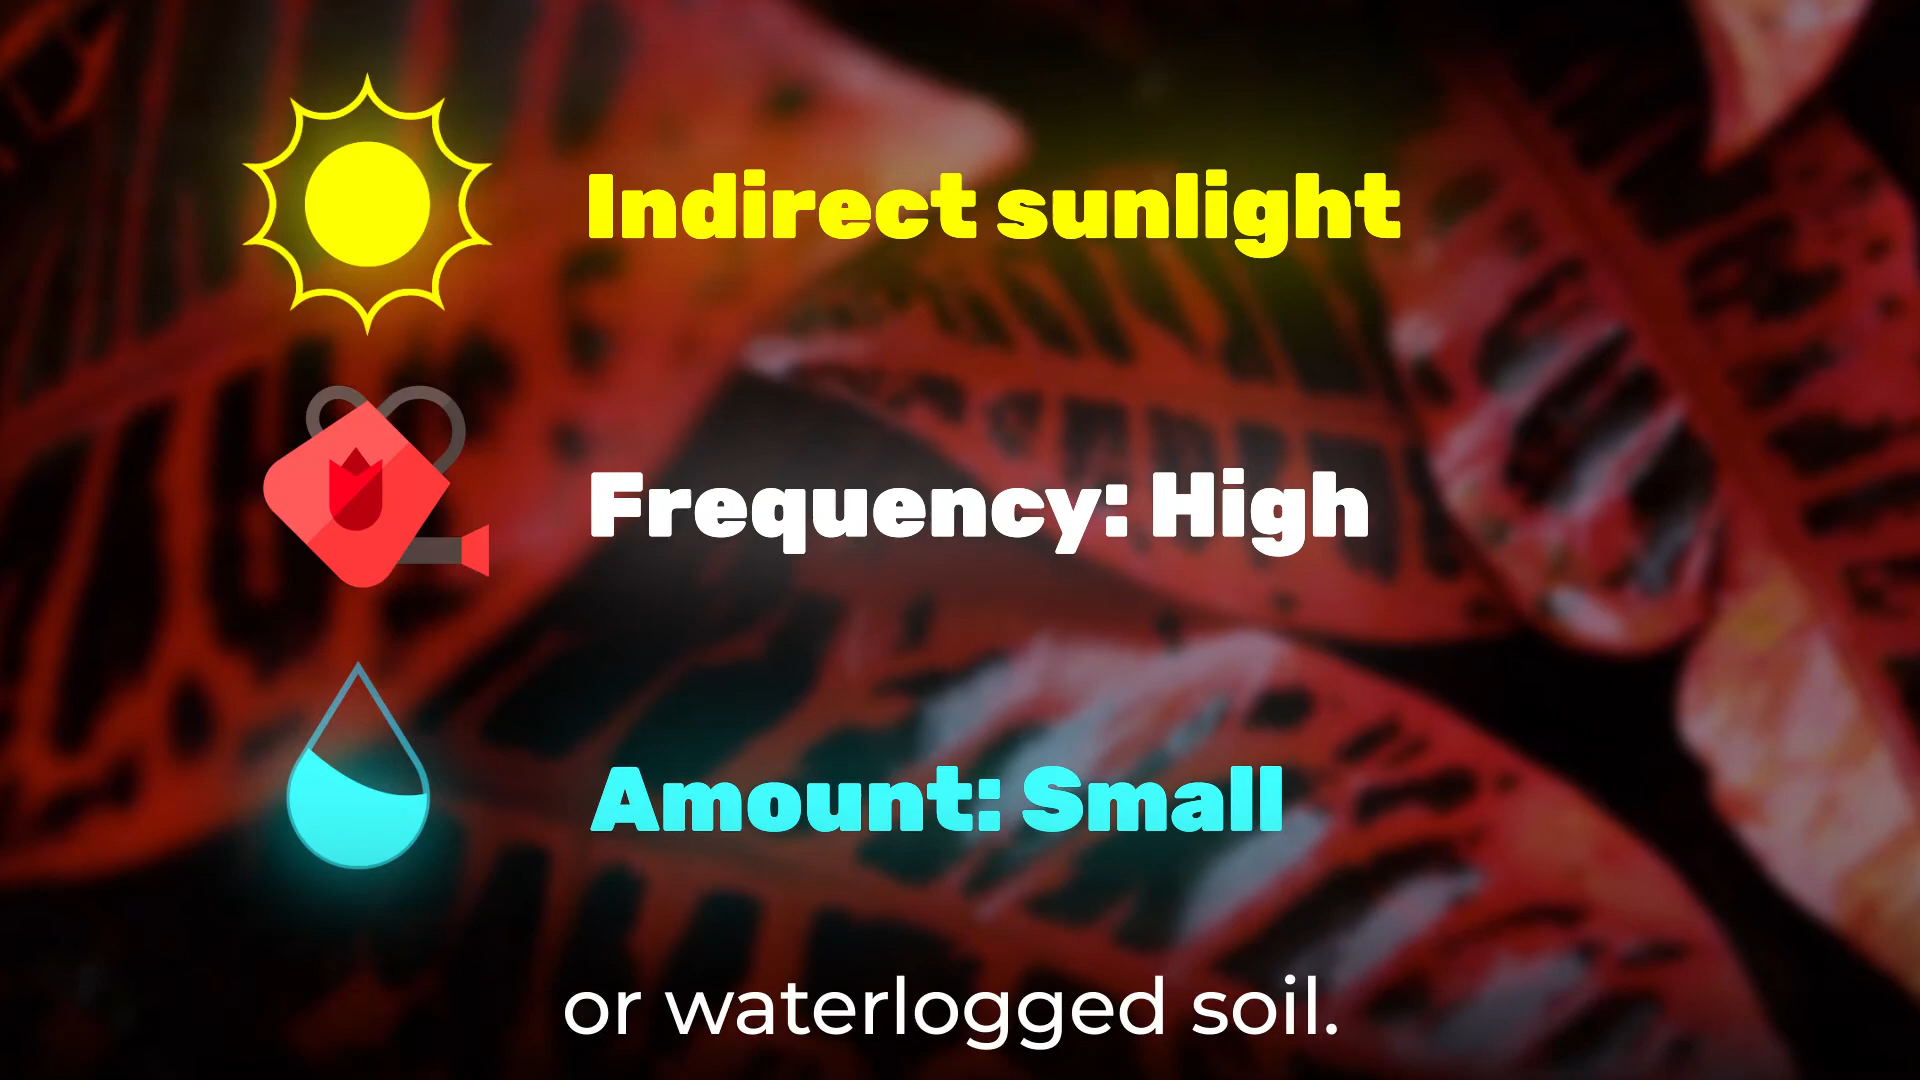 Indirect sunlight
Frequency: High
Amount: Small
or waterlogged soil.